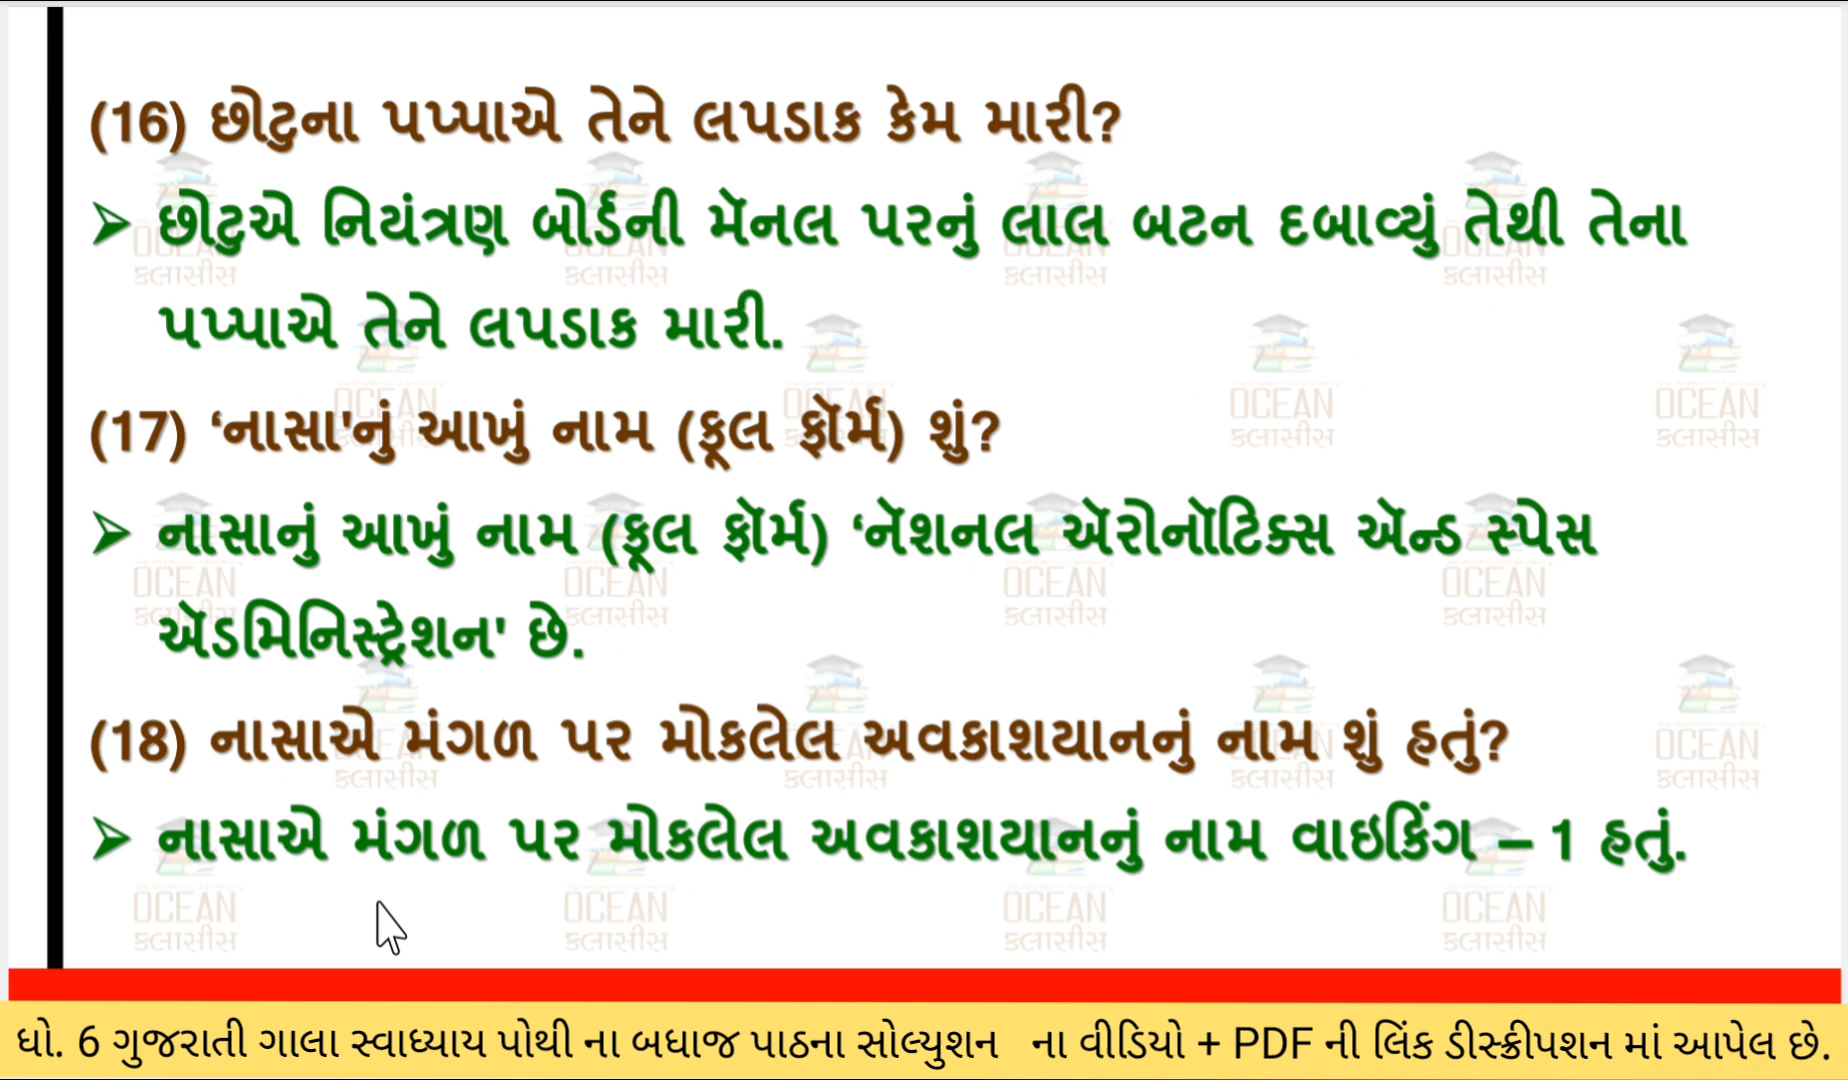 (16) છોટુના પપ્પાએ તેને લપડાક કેમ મારી?
➢ છોટુએ નિયંત્રણ બોર્ડની મૅનલ પરનું લાલ બટન દબાવ્યું તેથી તેના
પપ્પાએ તેને લપડાક મારી.
(17) ‘નાસા'નું આખું નામ (ફૂલ ફૉર્મ) શું?
➢ નાસાનું આખું નામ (ફૂલ ફૉર્મ) ‘નૅશનલ ઍરોનૉટિક્સ ઍન્ડ સ્પેસ
ઍડમિનિસ્ટ્રેશન' છે.
(18) નાસાએ મંગળ પર મોકલેલ અવકાશયાનનું નામ શું હતું?
➢ નાસાએ મંગળ પર મોકલેલ અવકાશયાનનું નામ વાઇકિંગ – 1 હતું.
OCEAN
ક્લાસીસ
ધો. 6 ગુજરાતી ગાલા સ્વાધ્યાય પોથી ના બધાજ પાઠના સોલ્યુશન ના વીડિયો + PDF ની લિંક ડીસ્ક્રીપશન માં આપેલ છે.